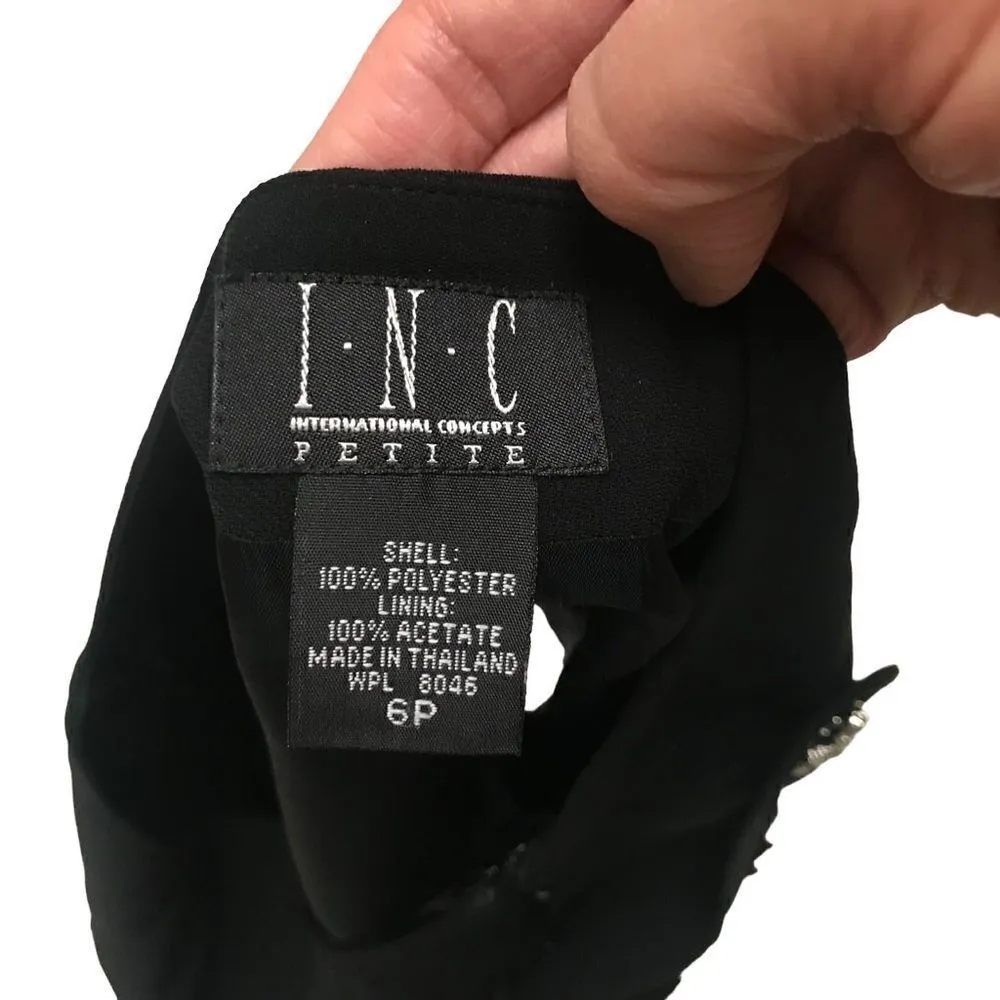 I·N·C
INTERNATIONAL CONCEPTS
PETITE
SHELL:
100% POLYESTER
LINING:
100% ACETATE
MADE IN THAILAND
WPL 8046
6P